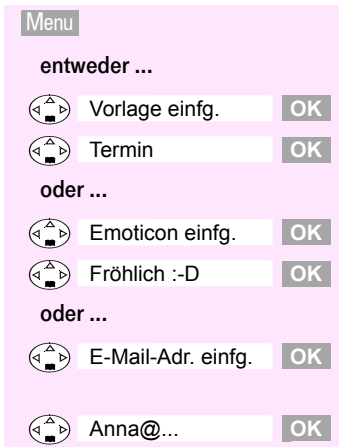 Menu
entweder ...
Vorlage einfg. OK
Termin OK
oder ...
Emoticon einfg. OK
Fröhlich :-D OK
oder ...
E-Mail-Adr. einfg. OK
Anna@... OK